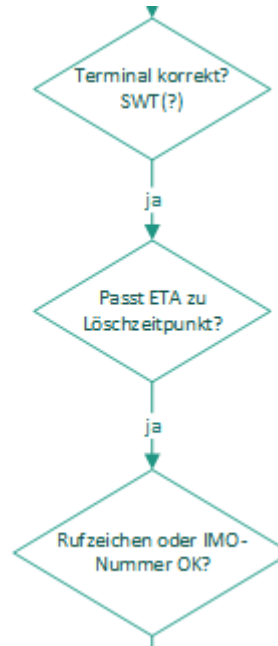 Terminal korrekt?
SWT(?)
ja
Passt ETA zu
Löschzeitpunkt?
ja
Rufzeichen oder IMO-
Nummer OK?